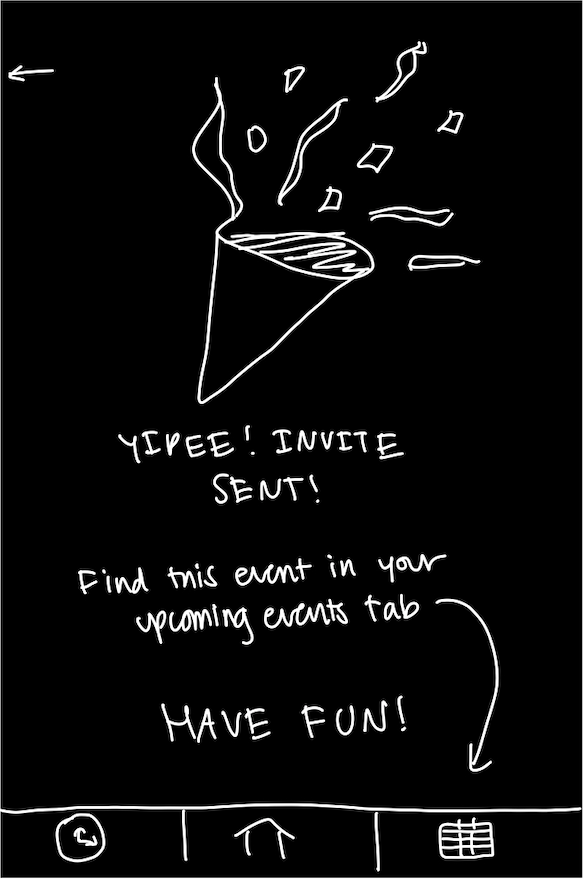 YIPEE! INVITE
SENT!
Find this event in your
upcoming events tab
HAVE FUN!